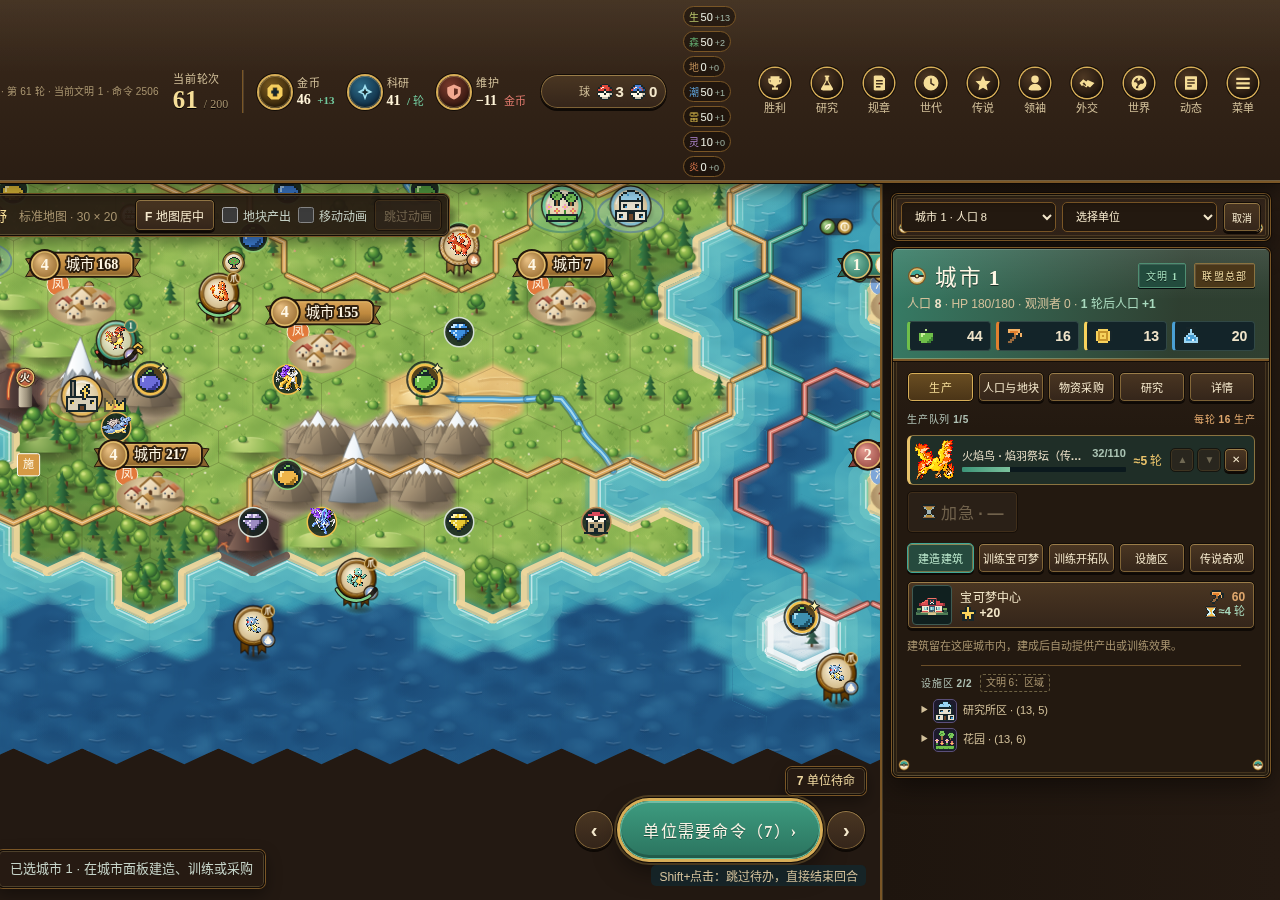 生 50 +13
森 50 +2
地 0 +0
潮 50 +1
雷 50 +1
灵 10 +0
炎 0 +0
· 第 61 轮 · 当前文明 1 · 命令 2506
当前轮次
61 / 200
金币
46 +13
科研
41 / 轮
维护
−11 金币
球 3 0
胜利
研究
规章
世代
传说
领袖
外交
世界
动态
菜单
标准地图 · 30 × 20
F 地图居中
地块产出
移动动画
跳过动画
4 城市 168
4 城市 7
4 城市 155
4 城市 217
凤
凤
凤
凤
火
施
4
1
1
2
7 单位待命
‹
单位需要命令（7）›
›
Shift+点击：跳过待办，直接结束回合
已选城市 1 · 在城市面板建造、训练或采购
城市 1 · 人口 8
选择单位
取消
城市 1
文明 1
联盟总部
人口 8 · HP 180/180 · 观测者 0 · 1 轮后人口 +1
44
16
13
20
生产
人口与地块
物资采购
研究
详情
生产队列 1/5
每轮 16 生产
火焰鸟 · 焰羽祭坛（传…
32/110
≈5 轮
▲
▼
✕
加急 · —
建造建筑
训练宝可梦
训练开拓队
设施区
传说奇观
宝可梦中心
+20
60
≈4 轮
建筑留在这座城市内，建成后自动提供产出或训练效果。
设施区 2/2
文明 6：区域
研究所区 · (13, 5)
花园 · (13, 6)